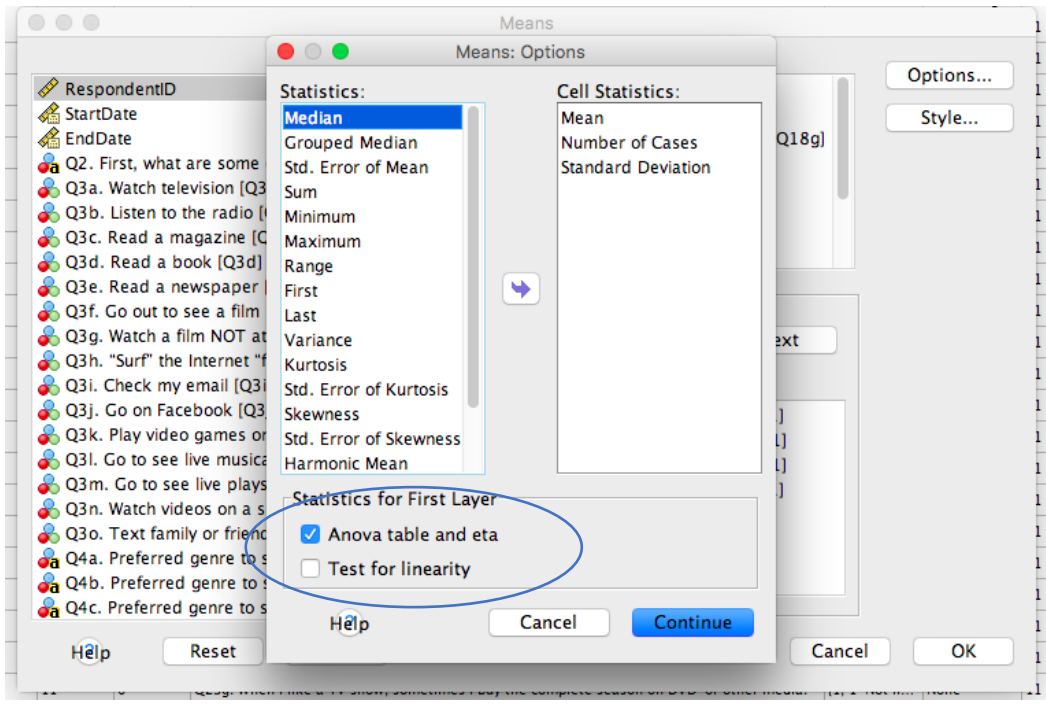 Means
Means: Options
RespondentID
StartDate
EndDate
Q2. First, what are some
Q3a. Watch television [Q3
Q3b. Listen to the radio [
Q3c. Read a magazine [Q
Q3d. Read a book [Q3d]
Q3e. Read a newspaper
Q3f. Go out to see a film
Q3g. Watch a film NOT at
Q3h. "Surf" the Internet "f
Q3i. Check my email [Q3i
Q3j. Go on Facebook [Q3
Q3k. Play video games or
Q3l. Go to see live musica
Q3m. Go to see live plays
Q3n. Watch videos on a s
Q3o. Text family or friend
Q4a. Preferred genre to s
Q4b. Preferred genre to s
Q4c. Preferred genre to s
Statistics:
Median
Grouped Median
Std. Error of Mean
Sum
Minimum
Maximum
Range
First
Last
Variance
Kurtosis
Std. Error of Kurtosis
Skewness
Std. Error of Skewness
Harmonic Mean
Cell Statistics:
Mean
Number of Cases
Standard Deviation
Q18g]
Options...
Style...
ext
Statistics for First Layer
Anova table and eta
Test for linearity
Help
Cancel
Continue
Help
Reset
Cancel
OK